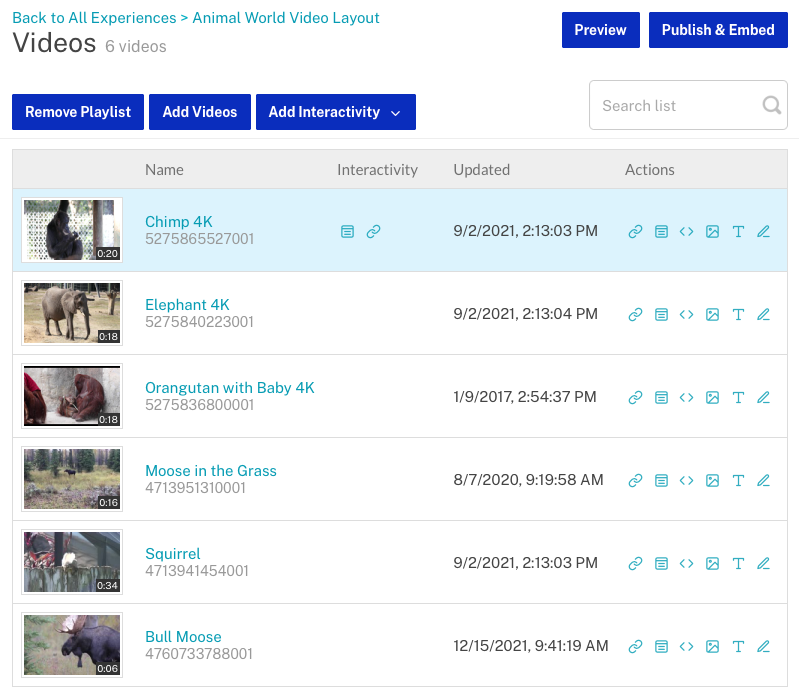 Back to All Experiences > Animal World Video Layout
Videos 6 videos
Preview
Publish & Embed
Remove Playlist
Add Videos
Add Interactivity
Search list
Name Interactivity Updated Actions
0:20
Chimp 4K
5275865527001
9/2/2021, 2:13:03 PM
0:18
Elephant 4K
5275840223001
9/2/2021, 2:13:04 PM
0:18
Orangutan with Baby 4K
5275836800001
1/9/2017, 2:54:37 PM
0:16
Moose in the Grass
4713951310001
8/7/2020, 9:19:58 AM
0:34
Squirrel
4713941454001
9/2/2021, 2:13:03 PM
0:06
Bull Moose
4760733788001
12/15/2021, 9:41:19 AM